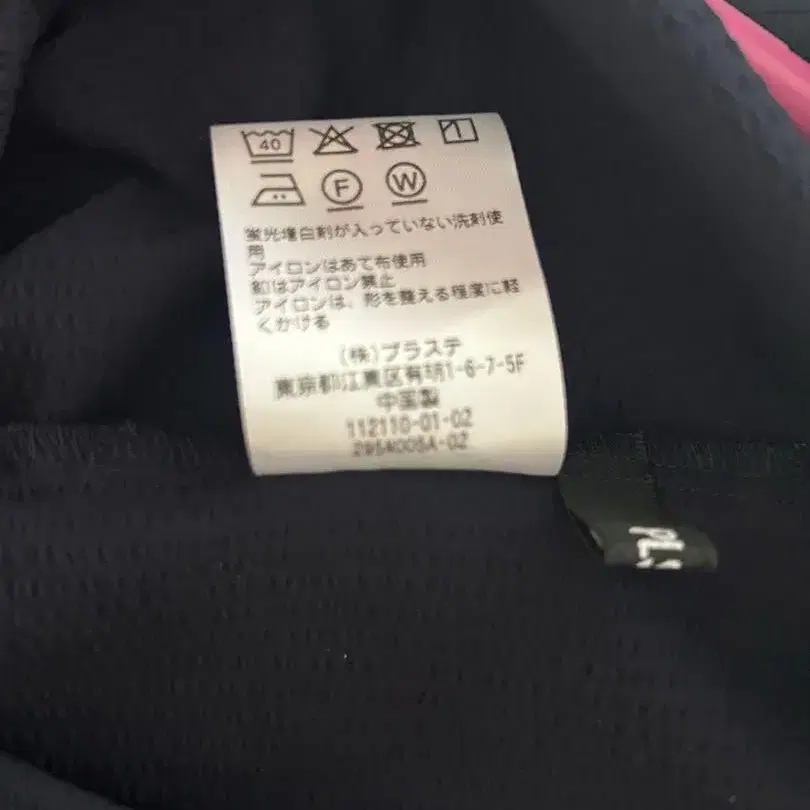 40
F W
蛍光増白剤が入っていない洗剤使
用
アイロンはあて布使用
釦はアイロン禁止
アイロンは、形を整える程度に軽
くかける
(株)プラステ
東京都江東区有明1-6-7-5F
中国製
112110-01-02
295400SA-02
PLS